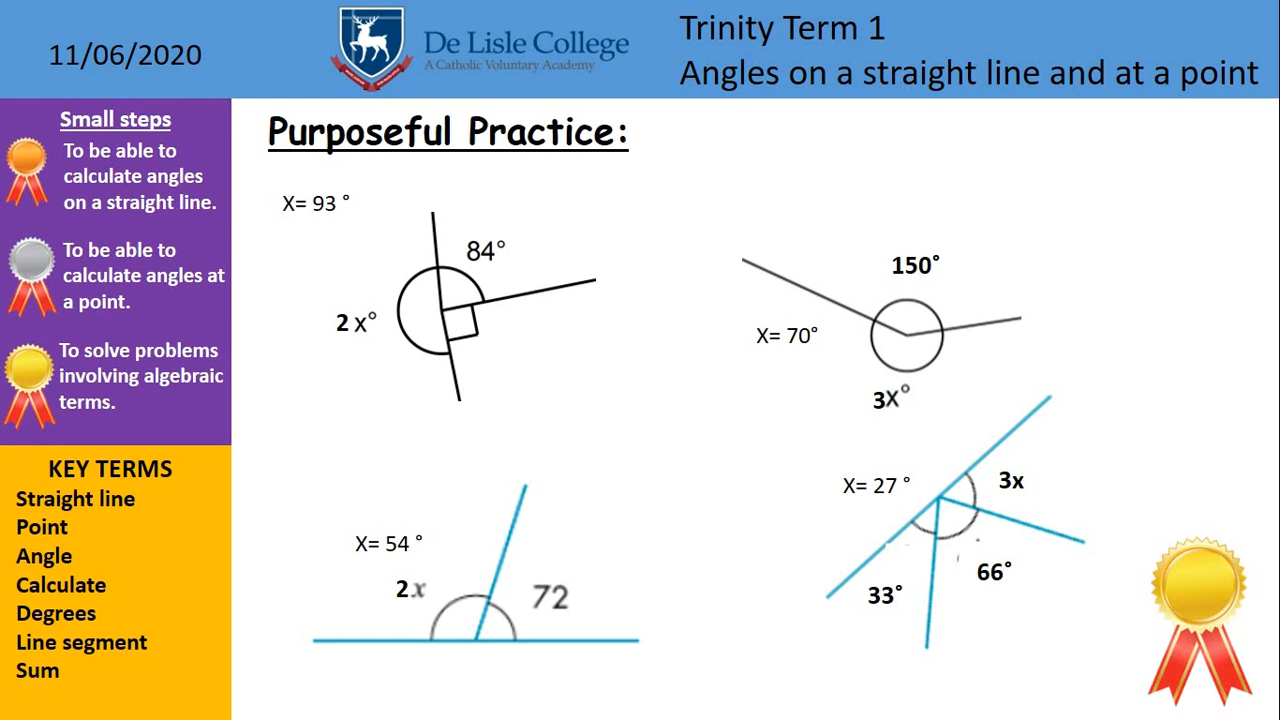 11/06/2020
De Lisle College
A Catholic Voluntary Academy
Trinity Term 1
Angles on a straight line and at a point
Small steps
To be able to
calculate angles
on a straight line.
To be able to
calculate angles at
a point.
To solve problems
involving algebraic
terms.
KEY TERMS
Straight line
Point
Angle
Calculate
Degrees
Line segment
Sum
Purposeful Practice:
X= 93 °
84°
2 x°
150°
X= 70°
3x°
X= 54 °
2x
72
X= 27 °
3x
66°
33°